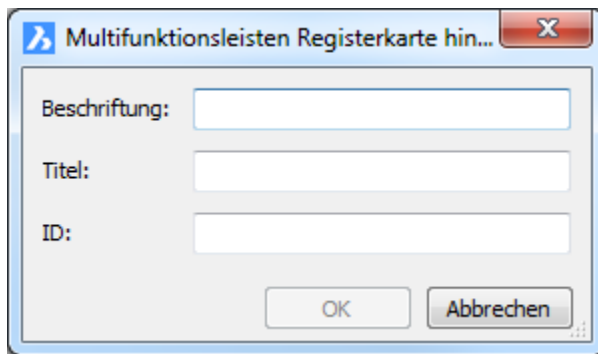 Multifunktionsleisten Registerkarte hin...
Beschriftung:
Titel:
ID:
OK Abbrechen